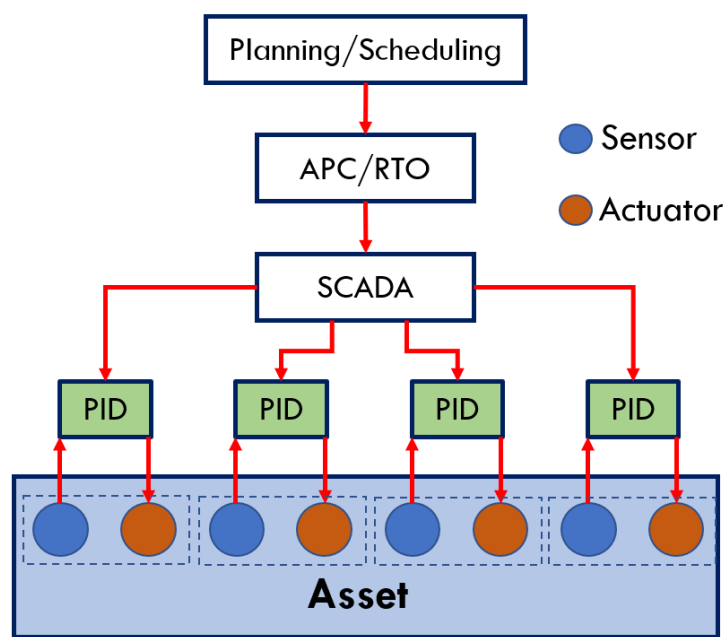 Planning/Scheduling
APC/RTO
Sensor
Actuator
SCADA
PID
PID
PID
PID
Asset